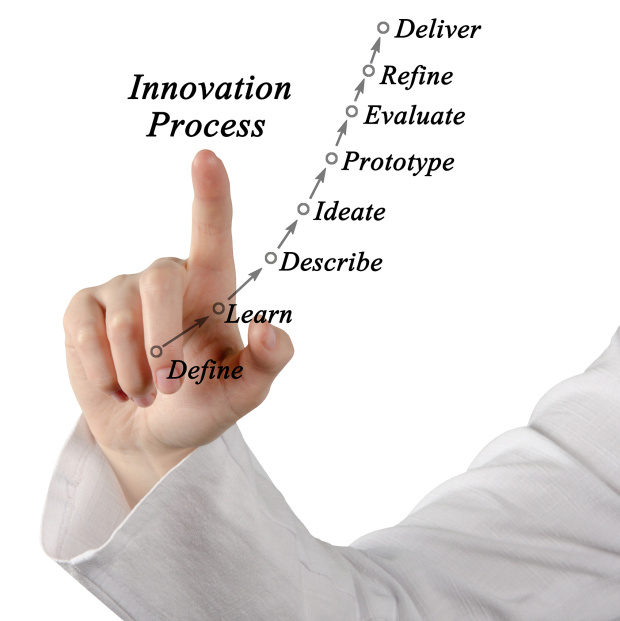 Innovation
Process
Deliver
Refine
Evaluate
Prototype
Ideate
Describe
Learn
Define